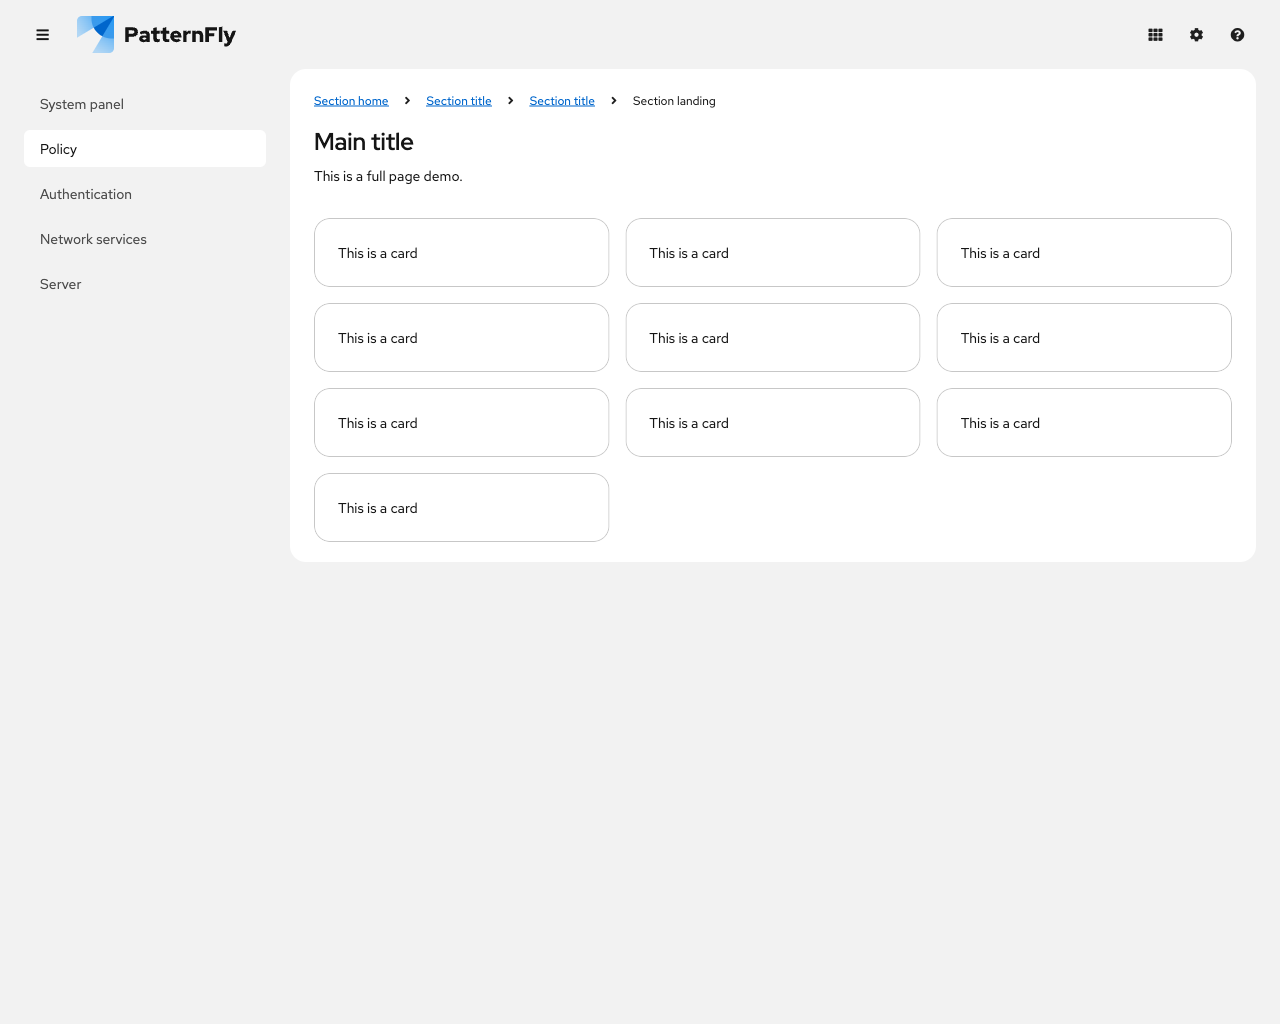 PatternFly
System panel
Policy
Authentication
Network services
Server
Section home Section title Section title Section landing
Main title
This is a full page demo.
This is a card This is a card This is a card
This is a card This is a card This is a card
This is a card This is a card This is a card
This is a card